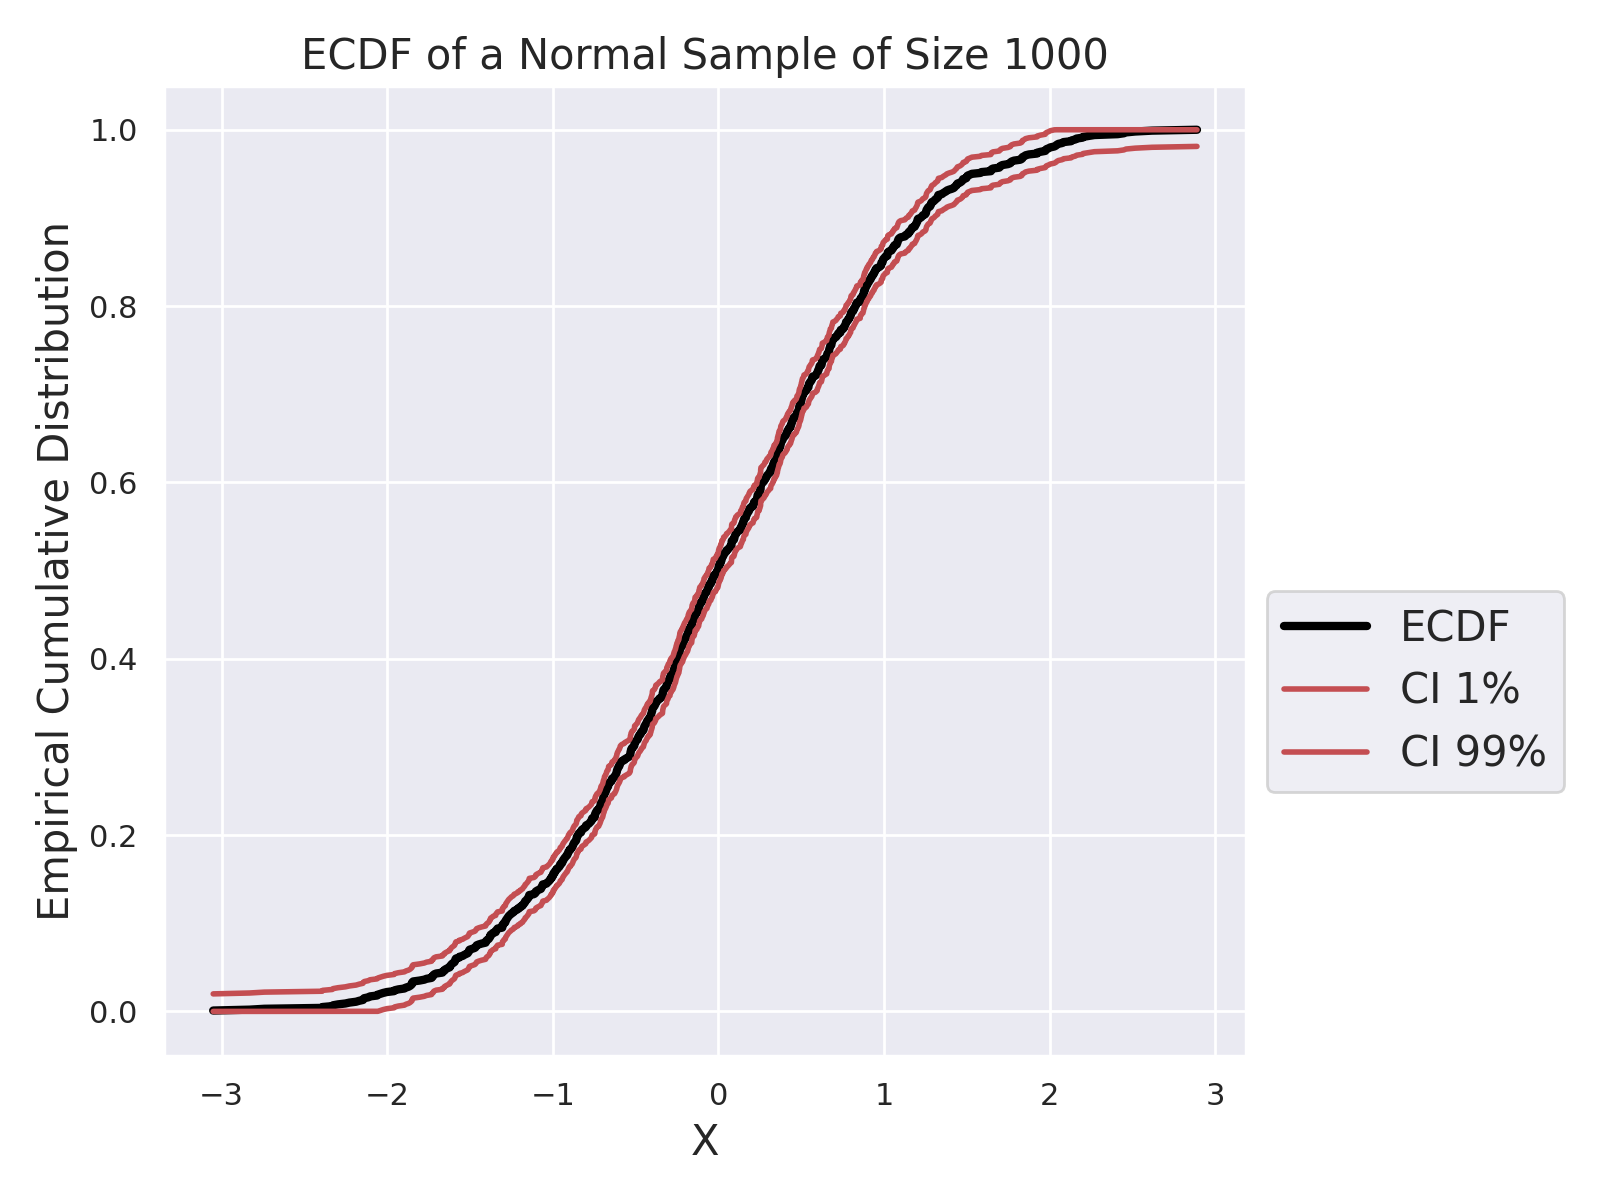 ECDF of a Normal Sample of Size 1000
Empirical Cumulative Distribution
1.0
0.8
0.6
0.4
0.2
0.0
−3 −2 −1 0 1 2 3
X
ECDF
CI 1%
CI 99%